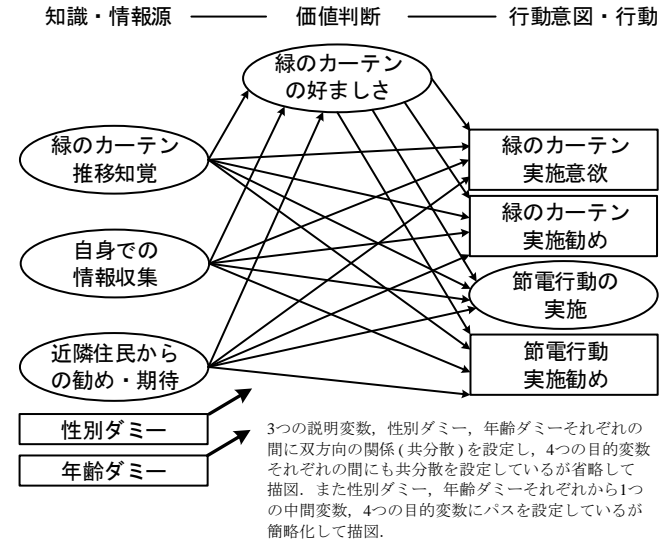 知識・情報源 ── 価値判断 ── 行動意図・行動
緑のカーテン
の好ましさ
緑のカーテン
推移知覚
自身での
情報収集
近隣住民から
の勧め・期待
性別ダミー
年齢ダミー
緑のカーテン
実施意欲
緑のカーテン
実施勧め
節電行動の
実施
節電行動
実施勧め
3つの説明変数，性別ダミー，年齢ダミーそれぞれの
間に双方向の関係 ( 共分散 ) を設定し，4つの目的変数
それぞれの間にも共分散を設定しているが省略して
描図．また性別ダミー，年齢ダミーそれぞれから1つ
の中間変数，4つの目的変数にパスを設定しているが
簡略化して描図．